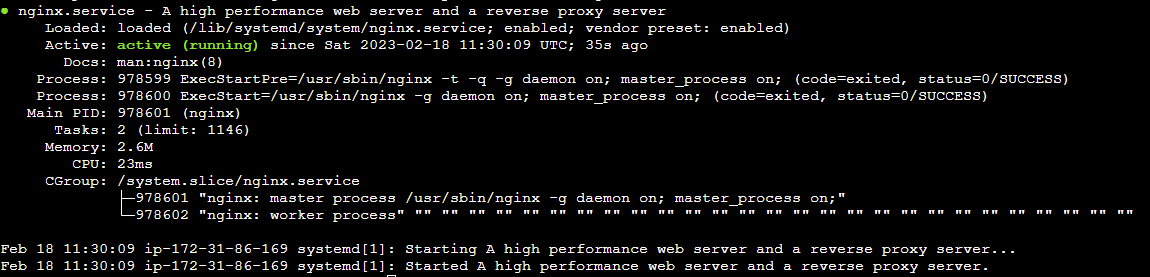 ● nginx.service - A high performance web server and a reverse proxy server
Loaded: loaded (/lib/systemd/system/nginx.service; enabled; vendor preset: enabled)
Active: active (running) since Sat 2023-02-18 11:30:09 UTC; 35s ago
Docs: man:nginx(8)
Process: 978599 ExecStartPre=/usr/sbin/nginx -t -q -g daemon on; master_process on; (code=exited, status=0/SUCCESS)
Process: 978600 ExecStart=/usr/sbin/nginx -g daemon on; master_process on; (code=exited, status=0/SUCCESS)
Main PID: 978601 (nginx)
Tasks: 2 (limit: 1146)
Memory: 2.6M
CPU: 23ms
CGroup: /system.slice/nginx.service
├─978601 "nginx: master process /usr/sbin/nginx -g daemon on; master_process on;"
└─978602 "nginx: worker process" "" "" "" "" "" "" "" "" "" "" "" "" "" "" "" "" "" "" "" "" "" "" "" "" "" "" ""
Feb 18 11:30:09 ip-172-31-86-169 systemd[1]: Starting A high performance web server and a reverse proxy server...
Feb 18 11:30:09 ip-172-31-86-169 systemd[1]: Started A high performance web server and a reverse proxy server.